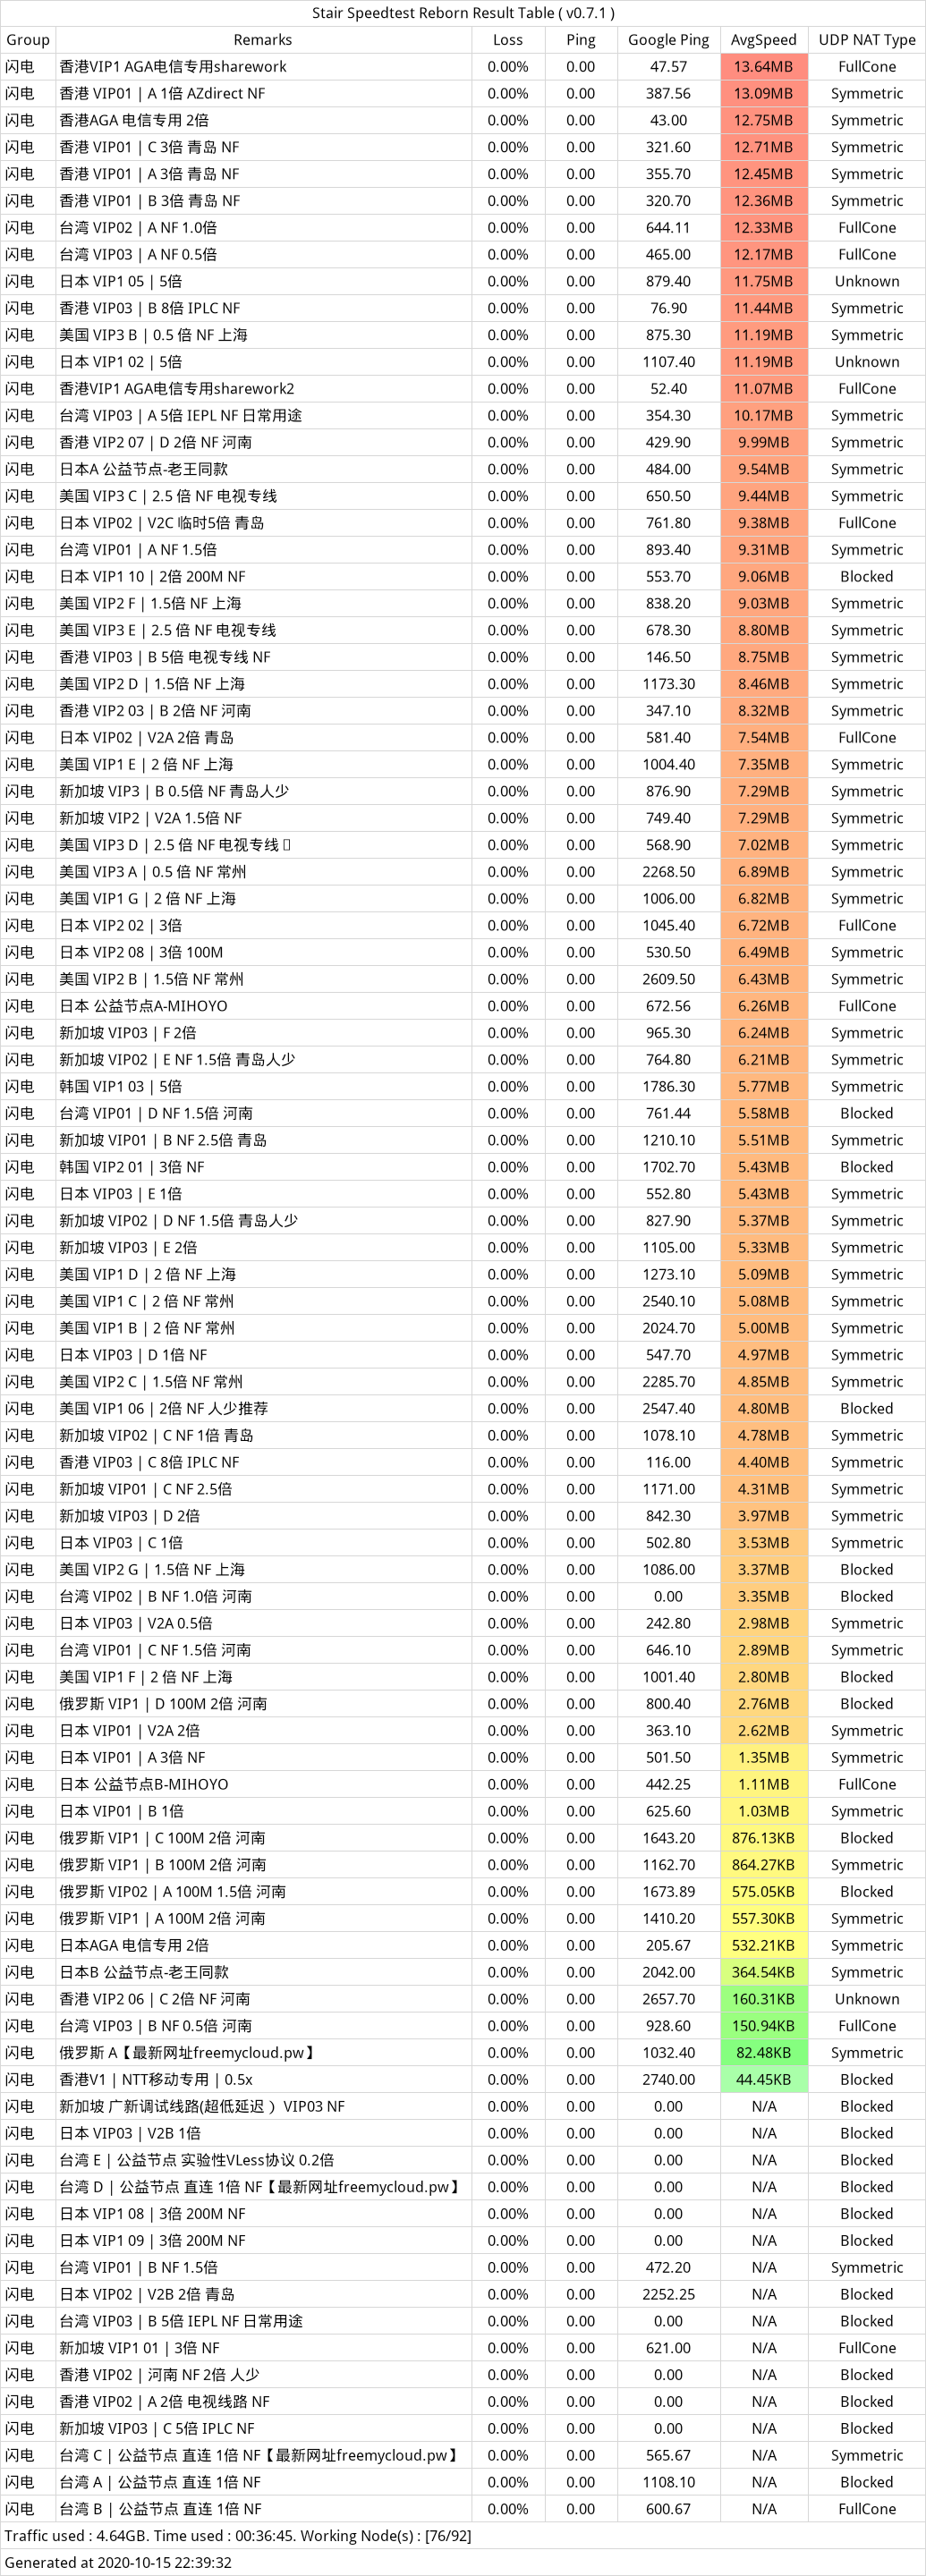 Stair Speedtest Reborn Result Table ( v0.7.1 )
Group Remarks Loss Ping Google Ping AvgSpeed UDP NAT Type
闪电 香港VIP1 AGA电信专用sharework 0.00% 0.00 47.57 13.64MB FullCone
闪电 香港 VIP01 | A 1倍 AZdirect NF 0.00% 0.00 387.56 13.09MB Symmetric
闪电 香港AGA 电信专用 2倍 0.00% 0.00 43.00 12.75MB Symmetric
闪电 香港 VIP01 | C 3倍 青岛 NF 0.00% 0.00 321.60 12.71MB Symmetric
闪电 香港 VIP01 | A 3倍 青岛 NF 0.00% 0.00 355.70 12.45MB Symmetric
闪电 香港 VIP01 | B 3倍 青岛 NF 0.00% 0.00 320.70 12.36MB Symmetric
闪电 台湾 VIP02 | A NF 1.0倍 0.00% 0.00 644.11 12.33MB FullCone
闪电 台湾 VIP03 | A NF 0.5倍 0.00% 0.00 465.00 12.17MB FullCone
闪电 日本 VIP1 05 | 5倍 0.00% 0.00 879.40 11.75MB Unknown
闪电 香港 VIP03 | B 8倍 IPLC NF 0.00% 0.00 76.90 11.44MB Symmetric
闪电 美国 VIP3 B | 0.5 倍 NF 上海 0.00% 0.00 875.30 11.19MB Symmetric
闪电 日本 VIP1 02 | 5倍 0.00% 0.00 1107.40 11.19MB Unknown
闪电 香港VIP1 AGA电信专用sharework2 0.00% 0.00 52.40 11.07MB FullCone
闪电 台湾 VIP03 | A 5倍 IEPL NF 日常用途 0.00% 0.00 354.30 10.17MB Symmetric
闪电 香港 VIP2 07 | D 2倍 NF 河南 0.00% 0.00 429.90 9.99MB Symmetric
闪电 日本A 公益节点-老王同款 0.00% 0.00 484.00 9.54MB Symmetric
闪电 美国 VIP3 C | 2.5 倍 NF 电视专线 0.00% 0.00 650.50 9.44MB Symmetric
闪电 日本 VIP02 | V2C 临时5倍 青岛 0.00% 0.00 761.80 9.38MB FullCone
闪电 台湾 VIP01 | A NF 1.5倍 0.00% 0.00 893.40 9.31MB Symmetric
闪电 日本 VIP1 10 | 2倍 200M NF 0.00% 0.00 553.70 9.06MB Blocked
闪电 美国 VIP2 F | 1.5倍 NF 上海 0.00% 0.00 838.20 9.03MB Symmetric
闪电 美国 VIP3 E | 2.5 倍 NF 电视专线 0.00% 0.00 678.30 8.80MB Symmetric
闪电 香港 VIP03 | B 5倍 电视专线 NF 0.00% 0.00 146.50 8.75MB Symmetric
闪电 美国 VIP2 D | 1.5倍 NF 上海 0.00% 0.00 1173.30 8.46MB Symmetric
闪电 香港 VIP2 03 | B 2倍 NF 河南 0.00% 0.00 347.10 8.32MB Symmetric
闪电 日本 VIP02 | V2A 2倍 青岛 0.00% 0.00 581.40 7.54MB FullCone
闪电 美国 VIP1 E | 2 倍 NF 上海 0.00% 0.00 1004.40 7.35MB Symmetric
闪电 新加坡 VIP3 | B 0.5倍 NF 青岛人少 0.00% 0.00 876.90 7.29MB Symmetric
闪电 新加坡 VIP2 | V2A 1.5倍 NF 0.00% 0.00 749.40 7.29MB Symmetric
闪电 美国 VIP3 D | 2.5 倍 NF 电视专线 0.00% 0.00 568.90 7.02MB Symmetric
闪电 美国 VIP3 A | 0.5 倍 NF 常州 0.00% 0.00 2268.50 6.89MB Symmetric
闪电 美国 VIP1 G | 2 倍 NF 上海 0.00% 0.00 1006.00 6.82MB Symmetric
闪电 日本 VIP2 02 | 3倍 0.00% 0.00 1045.40 6.72MB FullCone
闪电 日本 VIP2 08 | 3倍 100M 0.00% 0.00 530.50 6.49MB Symmetric
闪电 美国 VIP2 B | 1.5倍 NF 常州 0.00% 0.00 2609.50 6.43MB Symmetric
闪电 日本 公益节点A-MIHOYO 0.00% 0.00 672.56 6.26MB FullCone
闪电 新加坡 VIP03 | F 2倍 0.00% 0.00 965.30 6.24MB Symmetric
闪电 新加坡 VIP02 | E NF 1.5倍 青岛人少 0.00% 0.00 764.80 6.21MB Symmetric
闪电 韩国 VIP1 03 | 5倍 0.00% 0.00 1786.30 5.77MB Symmetric
闪电 台湾 VIP01 | D NF 1.5倍 河南 0.00% 0.00 761.44 5.58MB Blocked
闪电 新加坡 VIP01 | B NF 2.5倍 青岛 0.00% 0.00 1210.10 5.51MB Symmetric
闪电 韩国 VIP2 01 | 3倍 NF 0.00% 0.00 1702.70 5.43MB Blocked
闪电 日本 VIP03 | E 1倍 0.00% 0.00 552.80 5.43MB Symmetric
闪电 新加坡 VIP02 | D NF 1.5倍 青岛人少 0.00% 0.00 827.90 5.37MB Symmetric
闪电 新加坡 VIP03 | E 2倍 0.00% 0.00 1105.00 5.33MB Symmetric
闪电 美国 VIP1 D | 2 倍 NF 上海 0.00% 0.00 1273.10 5.09MB Symmetric
闪电 美国 VIP1 C | 2 倍 NF 常州 0.00% 0.00 2540.10 5.08MB Symmetric
闪电 美国 VIP1 B | 2 倍 NF 常州 0.00% 0.00 2024.70 5.00MB Symmetric
闪电 日本 VIP03 | D 1倍 NF 0.00% 0.00 547.70 4.97MB Symmetric
闪电 美国 VIP2 C | 1.5倍 NF 常州 0.00% 0.00 2285.70 4.85MB Symmetric
闪电 美国 VIP1 06 | 2倍 NF 人少推荐 0.00% 0.00 2547.40 4.80MB Blocked
闪电 新加坡 VIP02 | C NF 1倍 青岛 0.00% 0.00 1078.10 4.78MB Symmetric
闪电 香港 VIP03 | C 8倍 IPLC NF 0.00% 0.00 116.00 4.40MB Symmetric
闪电 新加坡 VIP01 | C NF 2.5倍 0.00% 0.00 1171.00 4.31MB Symmetric
闪电 新加坡 VIP03 | D 2倍 0.00% 0.00 842.30 3.97MB Symmetric
闪电 日本 VIP03 | C 1倍 0.00% 0.00 502.80 3.53MB Symmetric
闪电 美国 VIP2 G | 1.5倍 NF 上海 0.00% 0.00 1086.00 3.37MB Blocked
闪电 台湾 VIP02 | B NF 1.0倍 河南 0.00% 0.00 0.00 3.35MB Blocked
闪电 日本 VIP03 | V2A 0.5倍 0.00% 0.00 242.80 2.98MB Symmetric
闪电 台湾 VIP01 | C NF 1.5倍 河南 0.00% 0.00 646.10 2.89MB Symmetric
闪电 美国 VIP1 F | 2 倍 NF 上海 0.00% 0.00 1001.40 2.80MB Blocked
闪电 俄罗斯 VIP1 | D 100M 2倍 河南 0.00% 0.00 800.40 2.76MB Blocked
闪电 日本 VIP01 | V2A 2倍 0.00% 0.00 363.10 2.62MB Symmetric
闪电 日本 VIP01 | A 3倍 NF 0.00% 0.00 501.50 1.35MB Symmetric
闪电 日本 公益节点B-MIHOYO 0.00% 0.00 442.25 1.11MB FullCone
闪电 日本 VIP01 | B 1倍 0.00% 0.00 625.60 1.03MB Symmetric
闪电 俄罗斯 VIP1 | C 100M 2倍 河南 0.00% 0.00 1643.20 876.13KB Blocked
闪电 俄罗斯 VIP1 | B 100M 2倍 河南 0.00% 0.00 1162.70 864.27KB Symmetric
闪电 俄罗斯 VIP02 | A 100M 1.5倍 河南 0.00% 0.00 1673.89 575.05KB Blocked
闪电 俄罗斯 VIP1 | A 100M 2倍 河南 0.00% 0.00 1410.20 557.30KB Symmetric
闪电 日本AGA 电信专用 2倍 0.00% 0.00 205.67 532.21KB Symmetric
闪电 日本B 公益节点-老王同款 0.00% 0.00 2042.00 364.54KB Symmetric
闪电 香港 VIP2 06 | C 2倍 NF 河南 0.00% 0.00 2657.70 160.31KB Unknown
闪电 台湾 VIP03 | B NF 0.5倍 河南 0.00% 0.00 928.60 150.94KB FullCone
闪电 俄罗斯 A【最新网址freemycloud.pw】 0.00% 0.00 1032.40 82.48KB Symmetric
闪电 香港V1 | NTT移动专用 | 0.5x 0.00% 0.00 2740.00 44.45KB Blocked
闪电 新加坡 广新调试线路(超低延迟 ） VIP03 NF 0.00% 0.00 0.00 N/A Blocked
闪电 日本 VIP03 | V2B 1倍 0.00% 0.00 0.00 N/A Blocked
闪电 台湾 E | 公益节点 实验性VLess协议 0.2倍 0.00% 0.00 0.00 N/A Blocked
闪电 台湾 D | 公益节点 直连 1倍 NF【最新网址freemycloud.pw】 0.00% 0.00 0.00 N/A Blocked
闪电 日本 VIP1 08 | 3倍 200M NF 0.00% 0.00 0.00 N/A Blocked
闪电 日本 VIP1 09 | 3倍 200M NF 0.00% 0.00 0.00 N/A Blocked
闪电 台湾 VIP01 | B NF 1.5倍 0.00% 0.00 472.20 N/A Symmetric
闪电 日本 VIP02 | V2B 2倍 青岛 0.00% 0.00 2252.25 N/A Blocked
闪电 台湾 VIP03 | B 5倍 IEPL NF 日常用途 0.00% 0.00 0.00 N/A Blocked
闪电 新加坡 VIP1 01 | 3倍 NF 0.00% 0.00 621.00 N/A FullCone
闪电 香港 VIP02 | 河南 NF 2倍 人少 0.00% 0.00 0.00 N/A Blocked
闪电 香港 VIP02 | A 2倍 电视线路 NF 0.00% 0.00 0.00 N/A Blocked
闪电 新加坡 VIP03 | C 5倍 IPLC NF 0.00% 0.00 0.00 N/A Blocked
闪电 台湾 C | 公益节点 直连 1倍 NF【最新网址freemycloud.pw】 0.00% 0.00 565.67 N/A Symmetric
闪电 台湾 A | 公益节点 直连 1倍 NF 0.00% 0.00 1108.10 N/A Blocked
闪电 台湾 B | 公益节点 直连 1倍 NF 0.00% 0.00 600.67 N/A FullCone
Traffic used : 4.64GB. Time used : 00:36:45. Working Node(s) : [76/92]
Generated at 2020-10-15 22:39:32